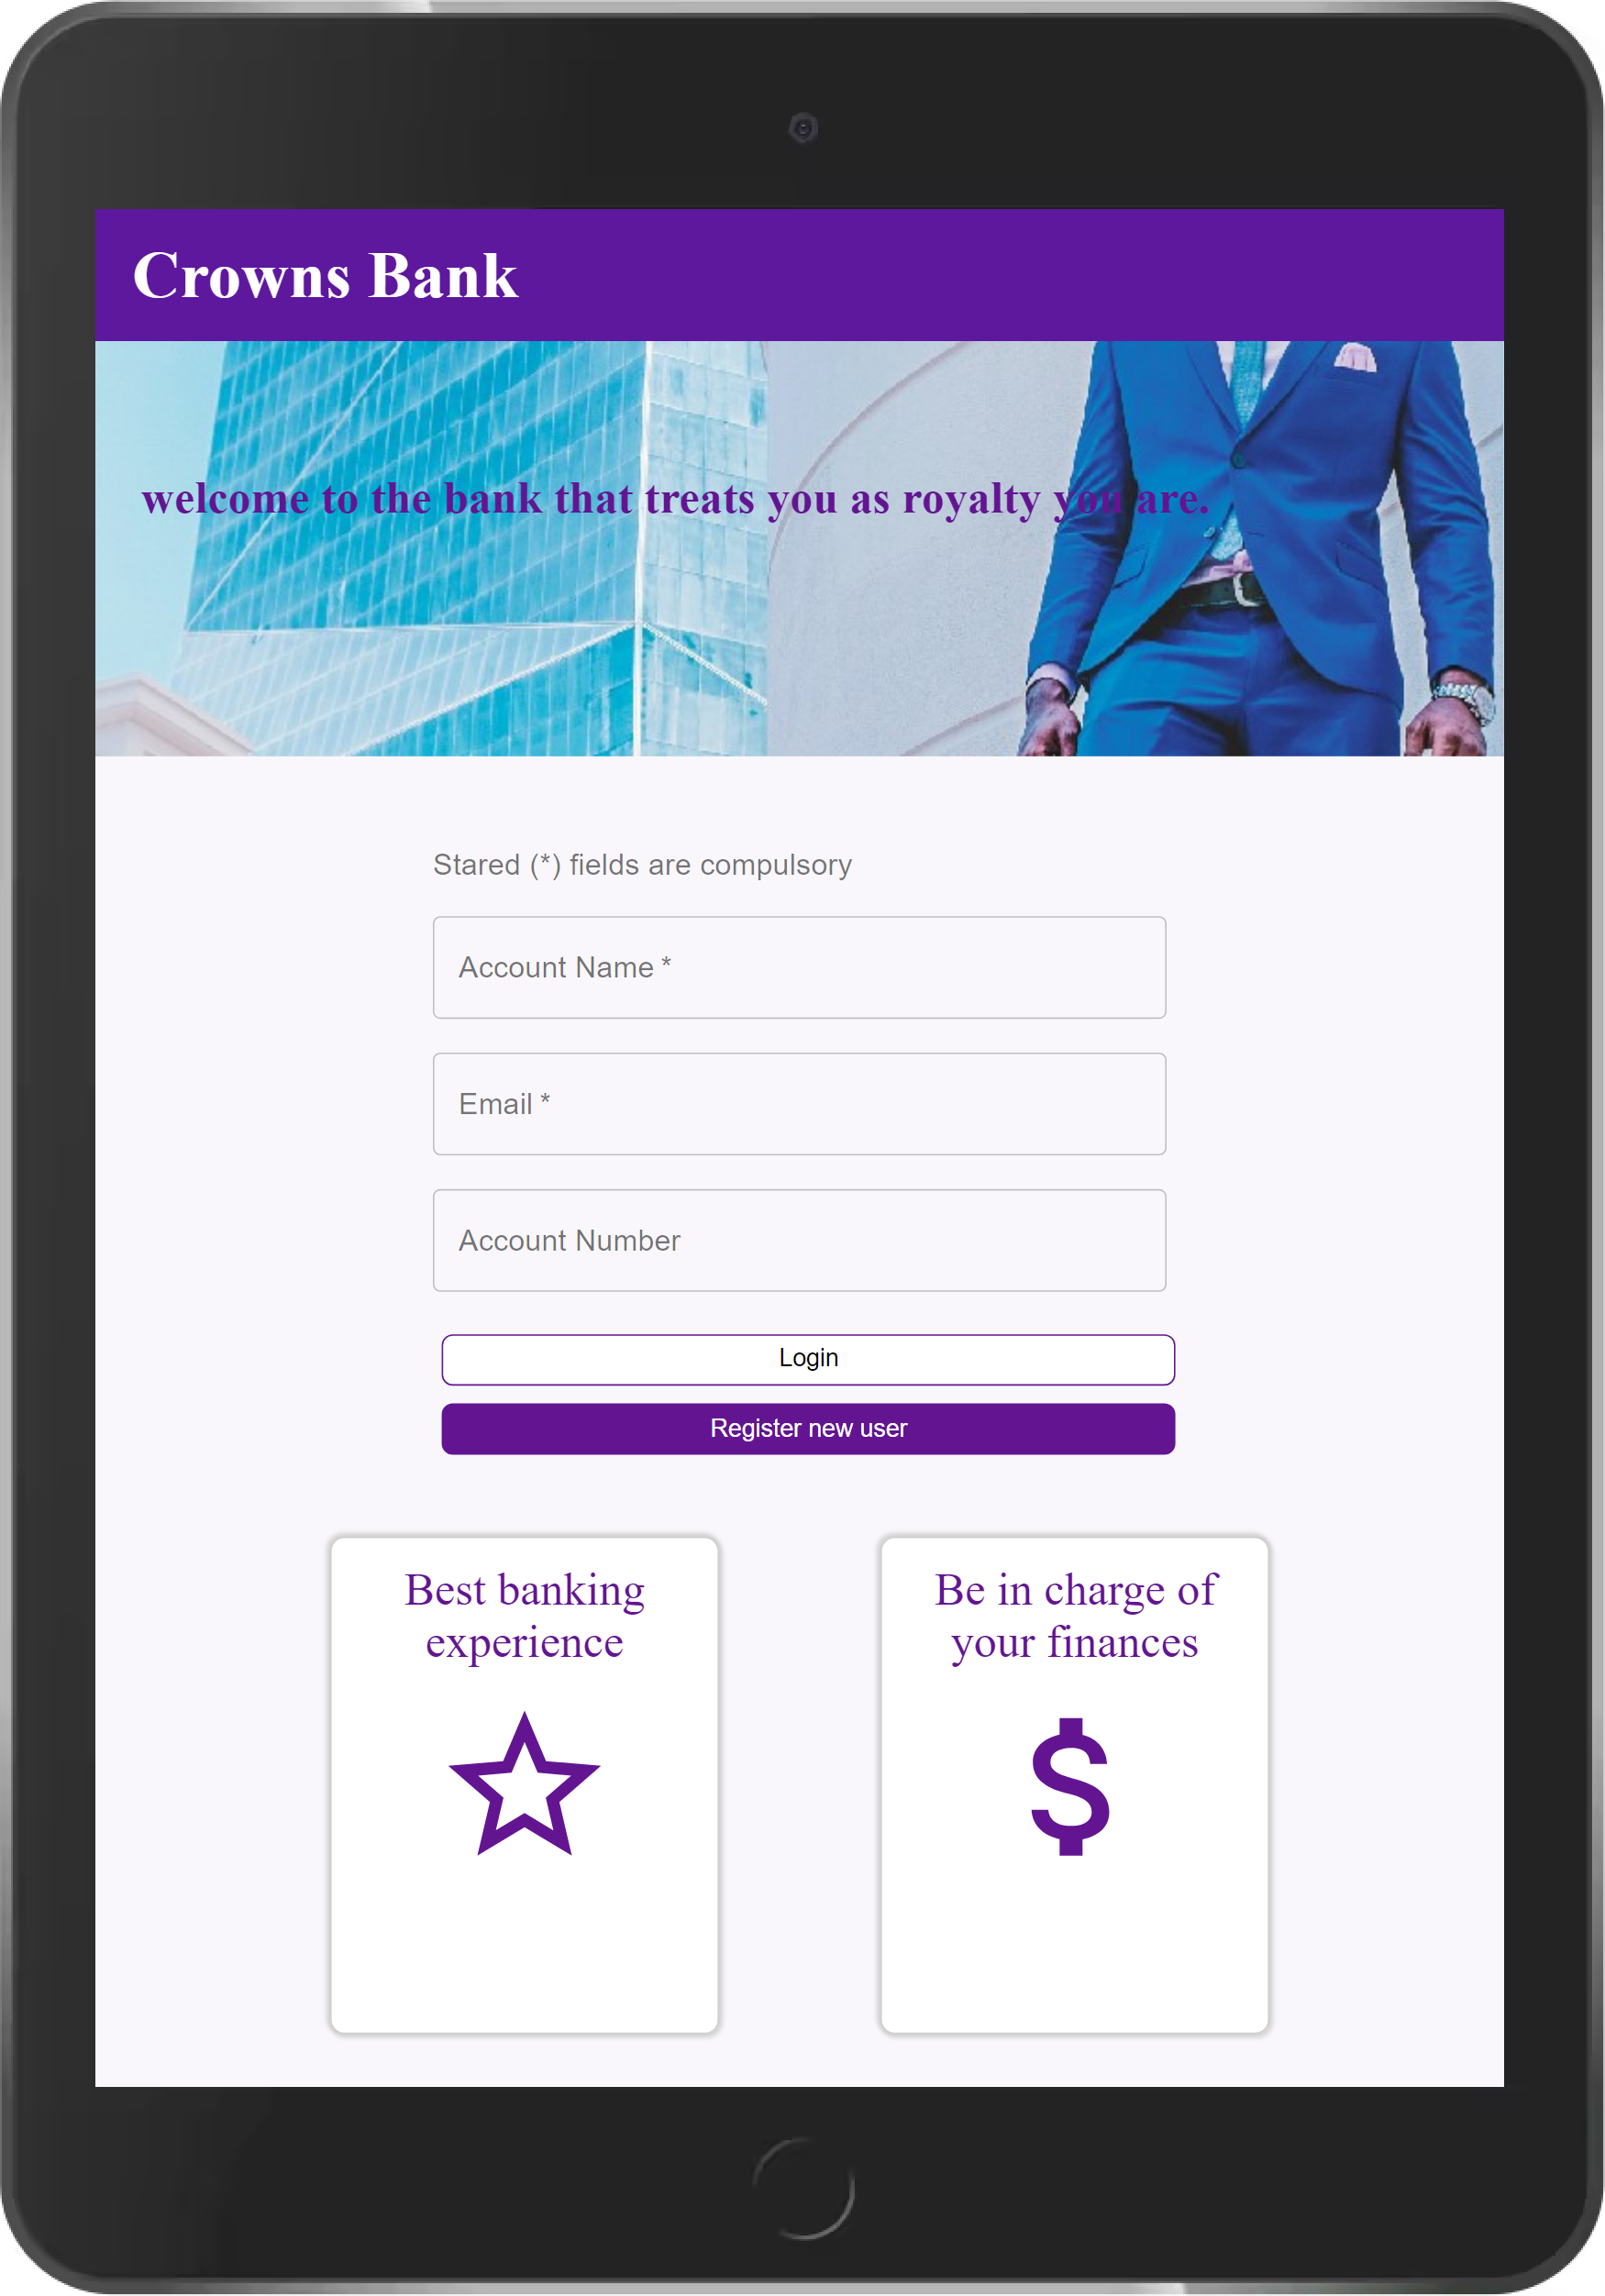 Crowns Bank
welcome to the bank that treats you as royalty you are.
Stared (*) fields are compulsory
Account Name *
Email *
Account Number
Login
Register new user
Best banking
experience
Be in charge of
your finances
$